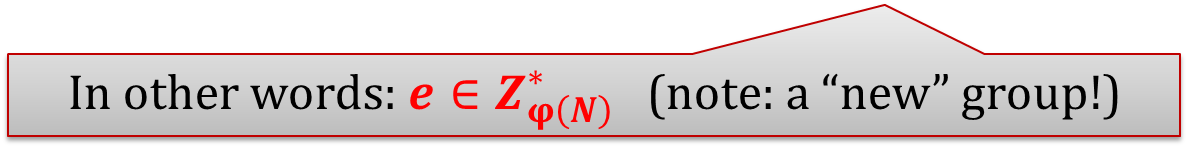 In other words: e ∈ Z*φ(N) (note: a “new” group!)